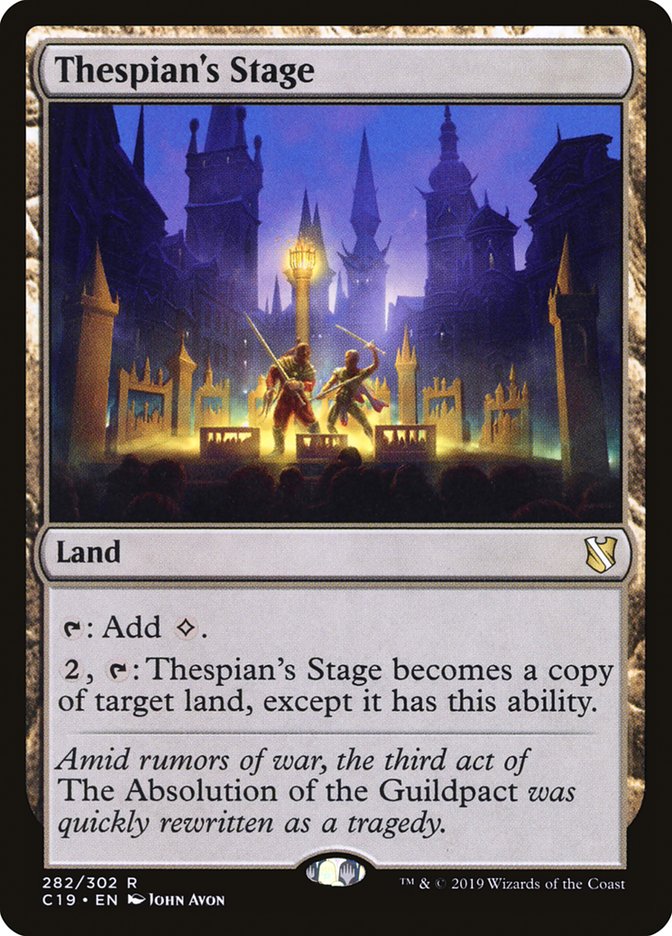 Thespian's Stage
Land
: Add .
2, : Thespian's Stage becomes a copy
of target land, except it has this ability.
Amid rumors of war, the third act of
The Absolution of the Guildpact was
quickly rewritten as a tragedy.
282/302 R
C19 • EN John Avon
™ & © 2019 Wizards of the Coast